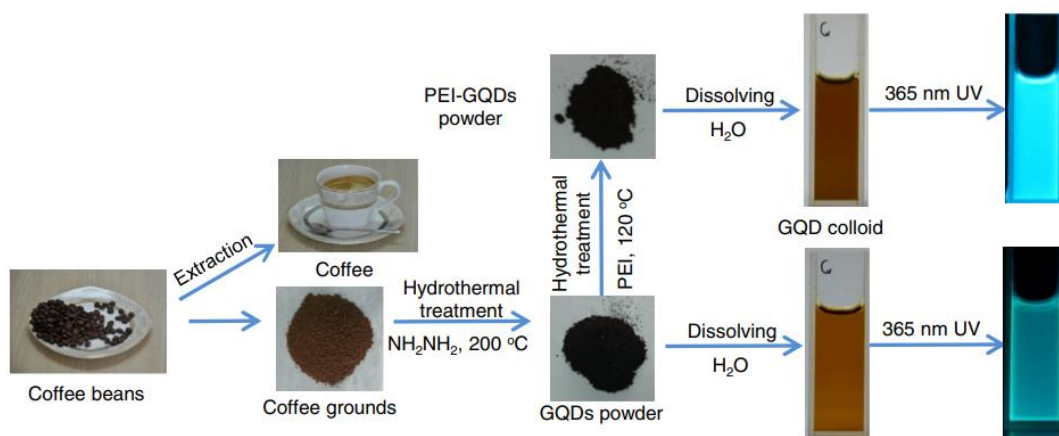 PEI-GQDs
powder
Dissolving
H₂O
365 nm UV
G
GQD colloid
Hydrothermal
treatment
PEI, 120 °C
Extraction
Coffee
Coffee beans
Coffee grounds
Hydrothermal
treatment
NH₂NH₂, 200 °C
GQDs powder
Dissolving
H₂O
365 nm UV
G